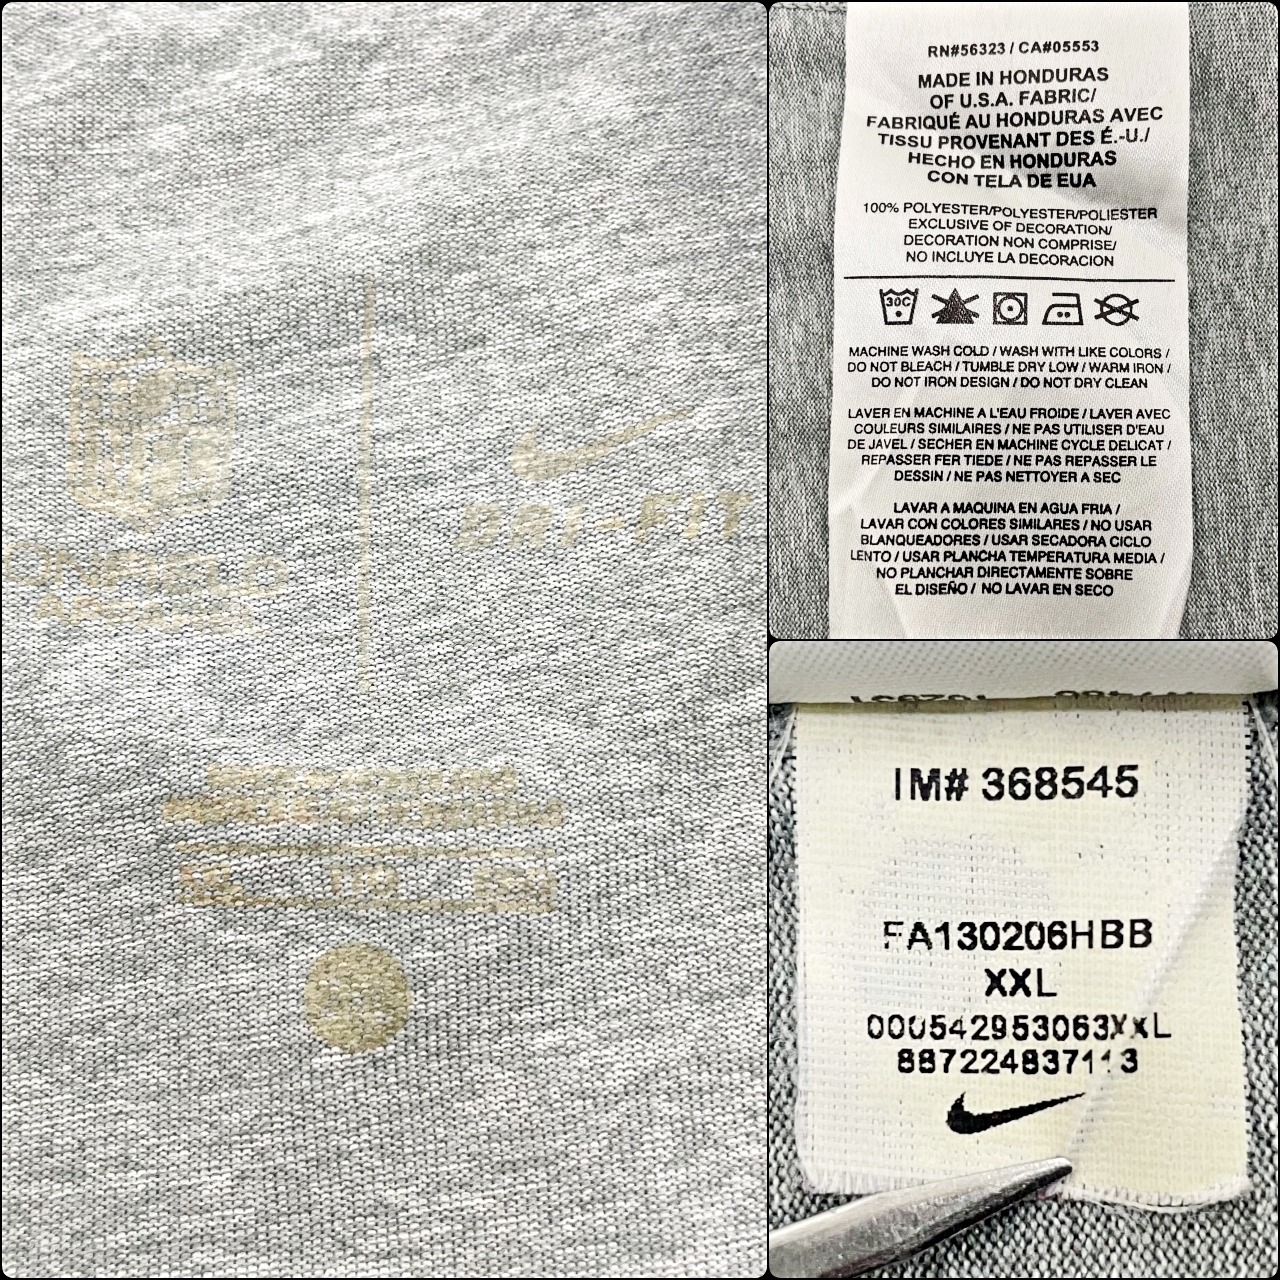 ONFIELD
APPAREL
DRI-FIT
RN#56323 / CA#05553
MADE IN HONDURAS
OF U.S.A. FABRIC/
FABRIQUÉ AU HONDURAS AVEC
TISSU PROVENANT DES É.-U./
HECHO EN HONDURAS
CON TELA DE EUA
100% POLYESTER/POLYESTER/POLIESTER
EXCLUSIVE OF DECORATION/
DECORATION NON COMPRISE/
NO INCLUYE LA DECORACION
30C
MACHINE WASH COLD / WASH WITH LIKE COLORS /
DO NOT BLEACH / TUMBLE DRY LOW / WARM IRON /
DO NOT IRON DESIGN / DO NOT DRY CLEAN
LAVER EN MACHINE A L'EAU FROIDE / LAVER AVEC
COULEURS SIMILAIRES / NE PAS UTILISER D'EAU
DE JAVEL / SECHER EN MACHINE CYCLE DELICAT /
REPASSER FER TIEDE / NE PAS REPASSER LE
DESSIN / NE PAS NETTOYER A SEC
LAVAR A MAQUINA EN AGUA FRIA /
LAVAR CON COLORES SIMILARES / NO USAR
BLANQUEADORES / USAR SECADORA CICLO
LENTO / USAR PLANCHA TEMPERATURA MEDIA /
NO PLANCHAR DIRECTAMENTE SOBRE
EL DISEÑO / NO LAVAR EN SECO
IM# 368545
FA130206HBB
XXL
000542953063XXL
887224837113